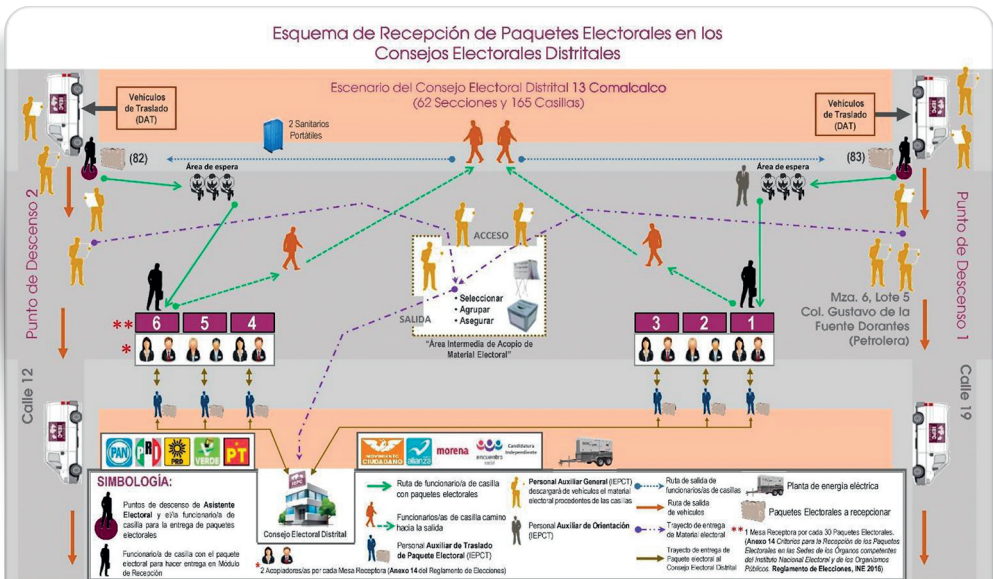 Esquema de Recepción de Paquetes Electorales en los
Consejos Electorales Distritales
Escenario del Consejo Electoral Distrital 13 Comalcalco
(62 Secciones y 165 Casillas)
Vehículos
de Traslado
(DAT)
2 Sanitarios
Portátiles
Vehículos
de Traslado
(DAT)
(82)
(83)
Área de espera
Área de espera
Punto de Descenso 2
Punto de Descenso 1
ACCESO
• Seleccionar
• Agrupar
• Asegurar
SALIDA
"Área Intermedia de Acopio de
Material Electoral"
Mza. 6, Lote 5
Col. Gustavo de la
Fuente Dorantes
(Petrolera)
** 6 5 4
*
3 2 1
Calle 12
Calle 19
PAN
PRI
PRD
VERDE
PT
MOVIMIENTO
CIUDADANO
alianza
morena
encuentro
social
Candidatura
Independiente
SIMBOLOGÍA:
Puntos de descenso de Asistente
Electoral y el/la funcionario/a de
casilla para la entrega de paquetes
electorales
Funcionario/a de casilla con el paquete
electoral para hacer entrega en Módulo
de Recepción
Consejo Electoral Distrital
* 2 Acopiadores/as por cada Mesa Receptora (Anexo 14 del Reglamento de Elecciones)
Ruta de funcionario/a de casilla
con paquetes electorales
Funcionarios/as de casilla camino
hacia la salida
Personal Auxiliar de Traslado
de Paquete Electoral (IEPCT)
Personal Auxiliar General (IEPCT)
descargará de vehículos el material
electoral procedentes de las casillas
Personal Auxiliar de Orientación
(IEPCT)
Ruta de salida de
funcionarios/as de casillas
Ruta de salida
de vehículos
Trayecto de entrega
de Material electoral
Trayecto de entrega de
Paquete electoral al
Consejo Electoral Distrital
Planta de energía eléctrica
Paquetes Electorales a recepcionar
** 1 Mesa Receptora por cada 30 Paquetes Electorales.
(Anexo 14 Criterios para la Recepción de los Paquetes
Electorales en las Sedes de los Órganos competentes
del Instituto Nacional Electoral y de los Organismos
Públicos. Reglamento de Elecciones, INE 2016)